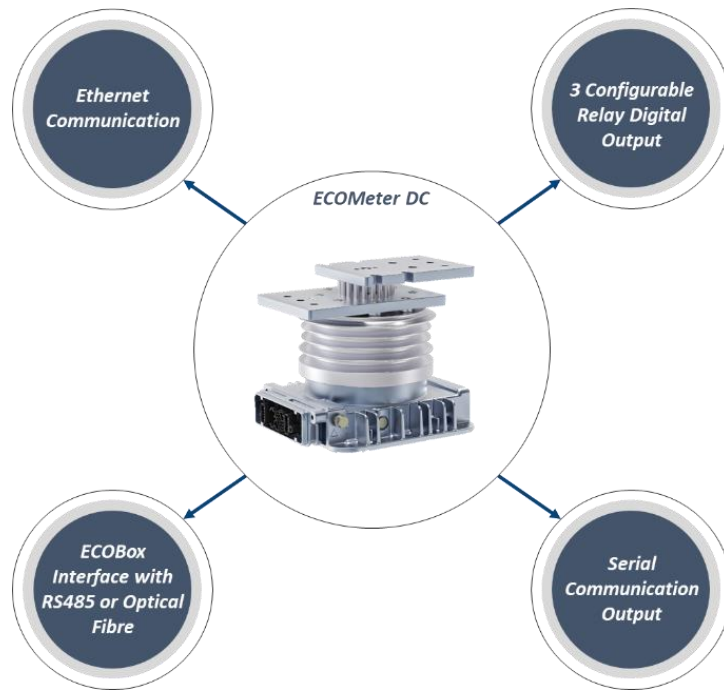 Ethernet
Communication
3 Configurable
Relay Digital
Output
ECOMeter DC
ECOBox
Interface with
RS485 or Optical
Fibre
Serial
Communication
Output